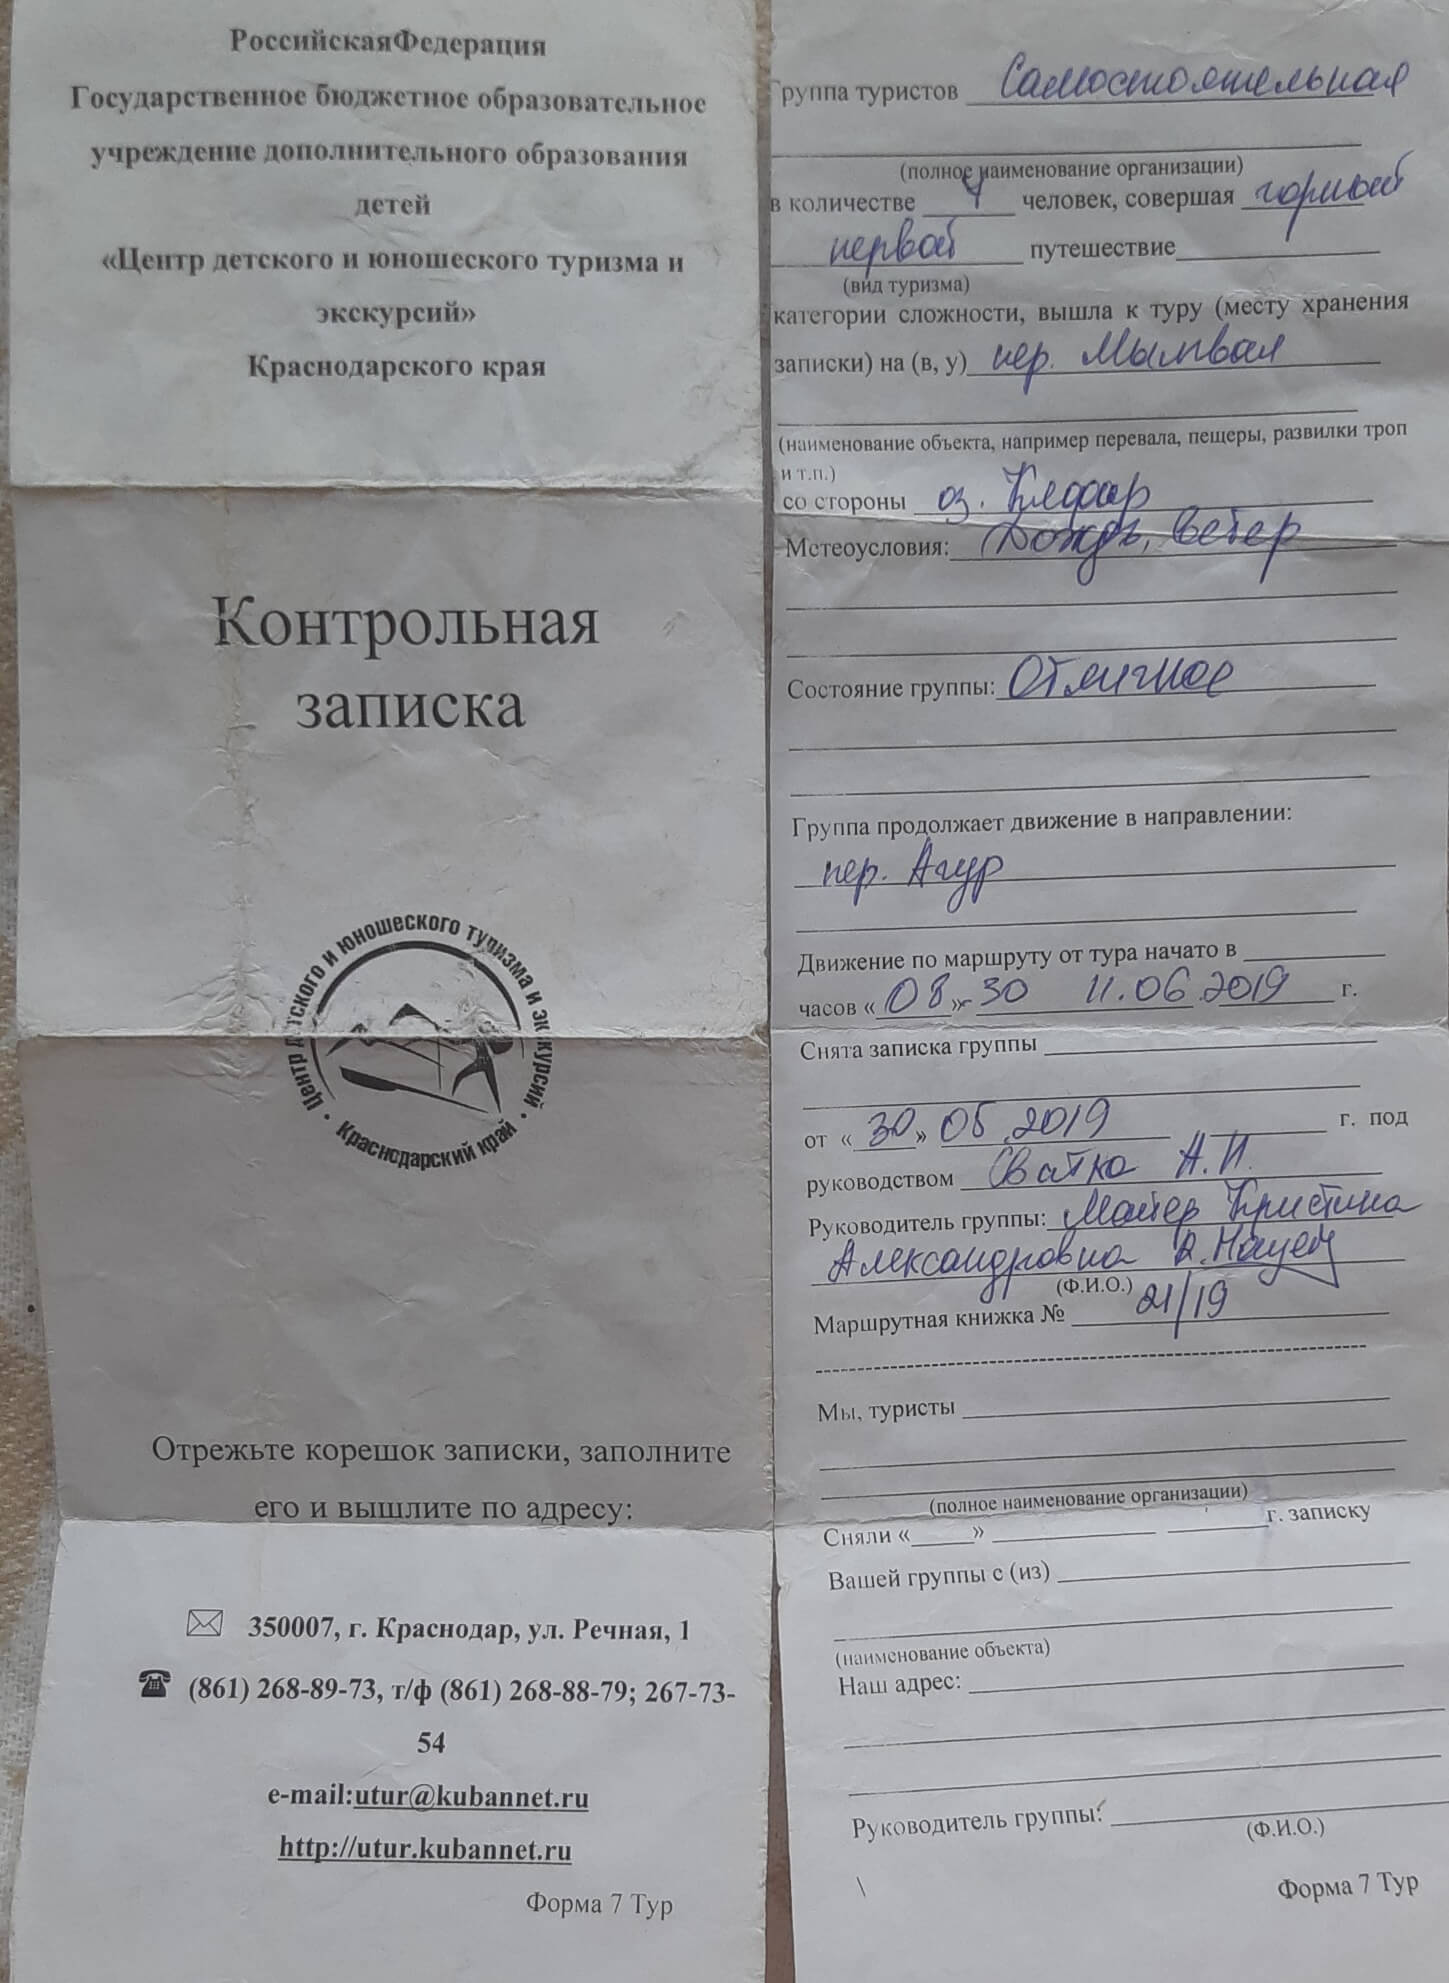 РоссийскаяФедерация
Государственное бюджетное образовательное
учреждение дополнительного образования
детей
«Центр детского и юношеского туризма и
экскурсий»
Краснодарского края
Контрольная
записка
Центр детского и юношеского туризма и экскурсий • Краснодарский край •
Отрежьте корешок записки, заполните
его и вышлите по адресу:
350007, г. Краснодар, ул. Речная, 1
(861) 268-89-73, т/ф (861) 268-88-79; 267-73-
54
e-mail:utur@kubannet.ru
http://utur.kubannet.ru
Форма 7 Тур
Группа туристов Самостоятельная
(полное наименование организации)
в количестве 4 человек, совершая горный
первой путешествие
(вид туризма)
категории сложности, вышла к туру (месту хранения
записки) на (в, у) пер. Мылгвал
(наименование объекта, например перевала, пещеры, развилки троп
и т.п.)
со стороны оз. Кяфар
Метеоусловия: Дождь, ветер
Состояние группы: Отличное
Группа продолжает движение в направлении:
пер. Агур
Движение по маршруту от тура начато в
часов «08»-30 11.06.2019 г.
Снята записка группы
от «30» 05.2019 г. под
руководством Сватко А.И.
Руководитель группы: Майер Кристина
Александровна
(Ф.И.О.)
Маршрутная книжка № 21/19
Мы, туристы
(полное наименование организации)
Сняли « » г. записку
Вашей группы с (из)
(наименование объекта)
Наш адрес:
Руководитель группы:
(Ф.И.О.)
\
Форма 7 Тур